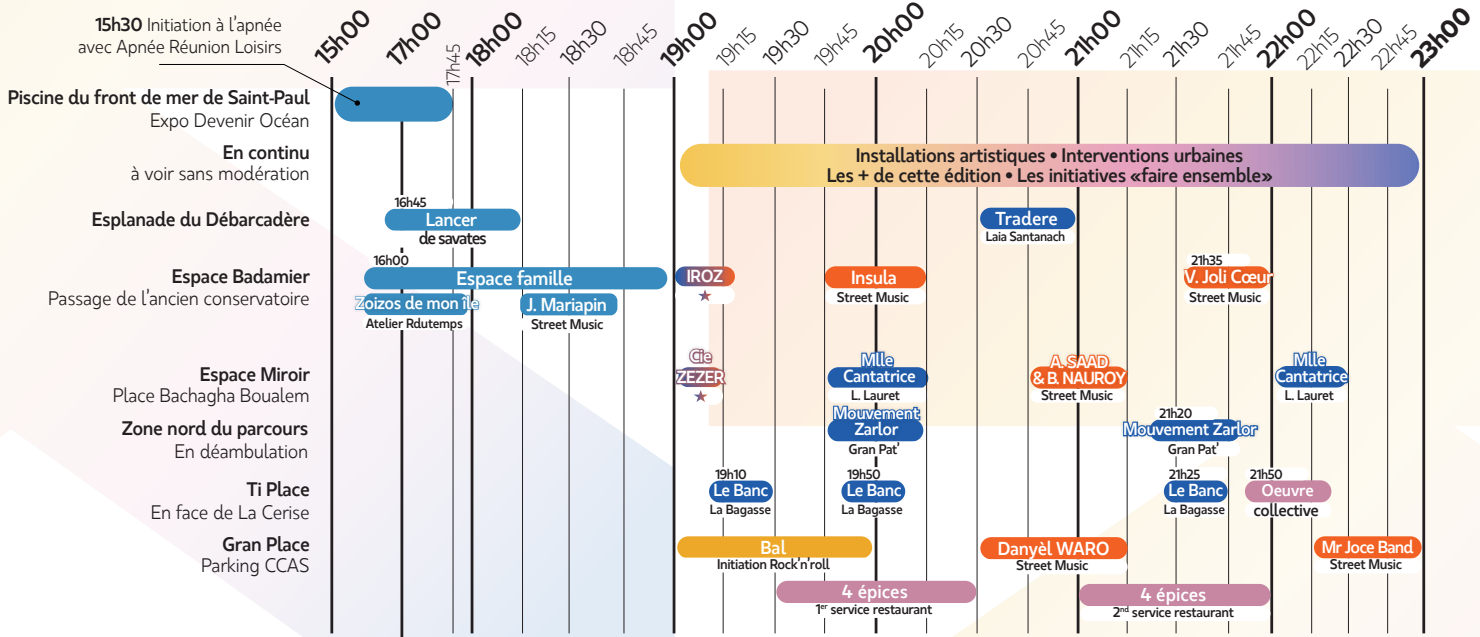 15h30 Initiation à l'apnée
avec Apnée Réunion Loisirs
15h00 17h00 17h45 18h00 18h15 18h30 18h45 19h00 19h15 19h30 19h45 20h00 20h15 20h30 20h45 21h00 21h15 21h30 21h45 22h00 22h15 22h30 22h45 23h00
Piscine du front de mer de Saint-Paul
Expo Devenir Océan
En continu
à voir sans modération
Installations artistiques • Interventions urbaines
Les + de cette édition • Les initiatives «faire ensemble»
Esplanade du Débarcadère
16h45
Lancer
de savates
Tradere
Laia Santanach
Espace Badamier
Passage de l'ancien conservatoire
16h00
Espace famille
IROZ
Insula
Street Music
21h35
V. Joli Cœur
Street Music
Zoizos de mon île
Atelier Rdutemps
J. Mariapin
Street Music
Espace Miroir
Place Bachagha Boualem
Cie
ZEZER
Mlle
Cantatrice
L. Lauret
A. SAAD
& B. NAUROY
Street Music
Mlle
Cantatrice
L. Lauret
Zone nord du parcours
En déambulation
Mouvement
Zarlor
Gran Pat'
21h20
Mouvement Zarlor
Gran Pat'
Ti Place
En face de La Cerise
19h10
Le Banc
La Bagasse
19h50
Le Banc
La Bagasse
21h25
Le Banc
La Bagasse
21h50
Oeuvre
collective
Gran Place
Parking CCAS
Bal
Initiation Rock'n'roll
Danyèl WARO
Street Music
Mr Joce Band
Street Music
4 épices
1er service restaurant
4 épices
2nd service restaurant